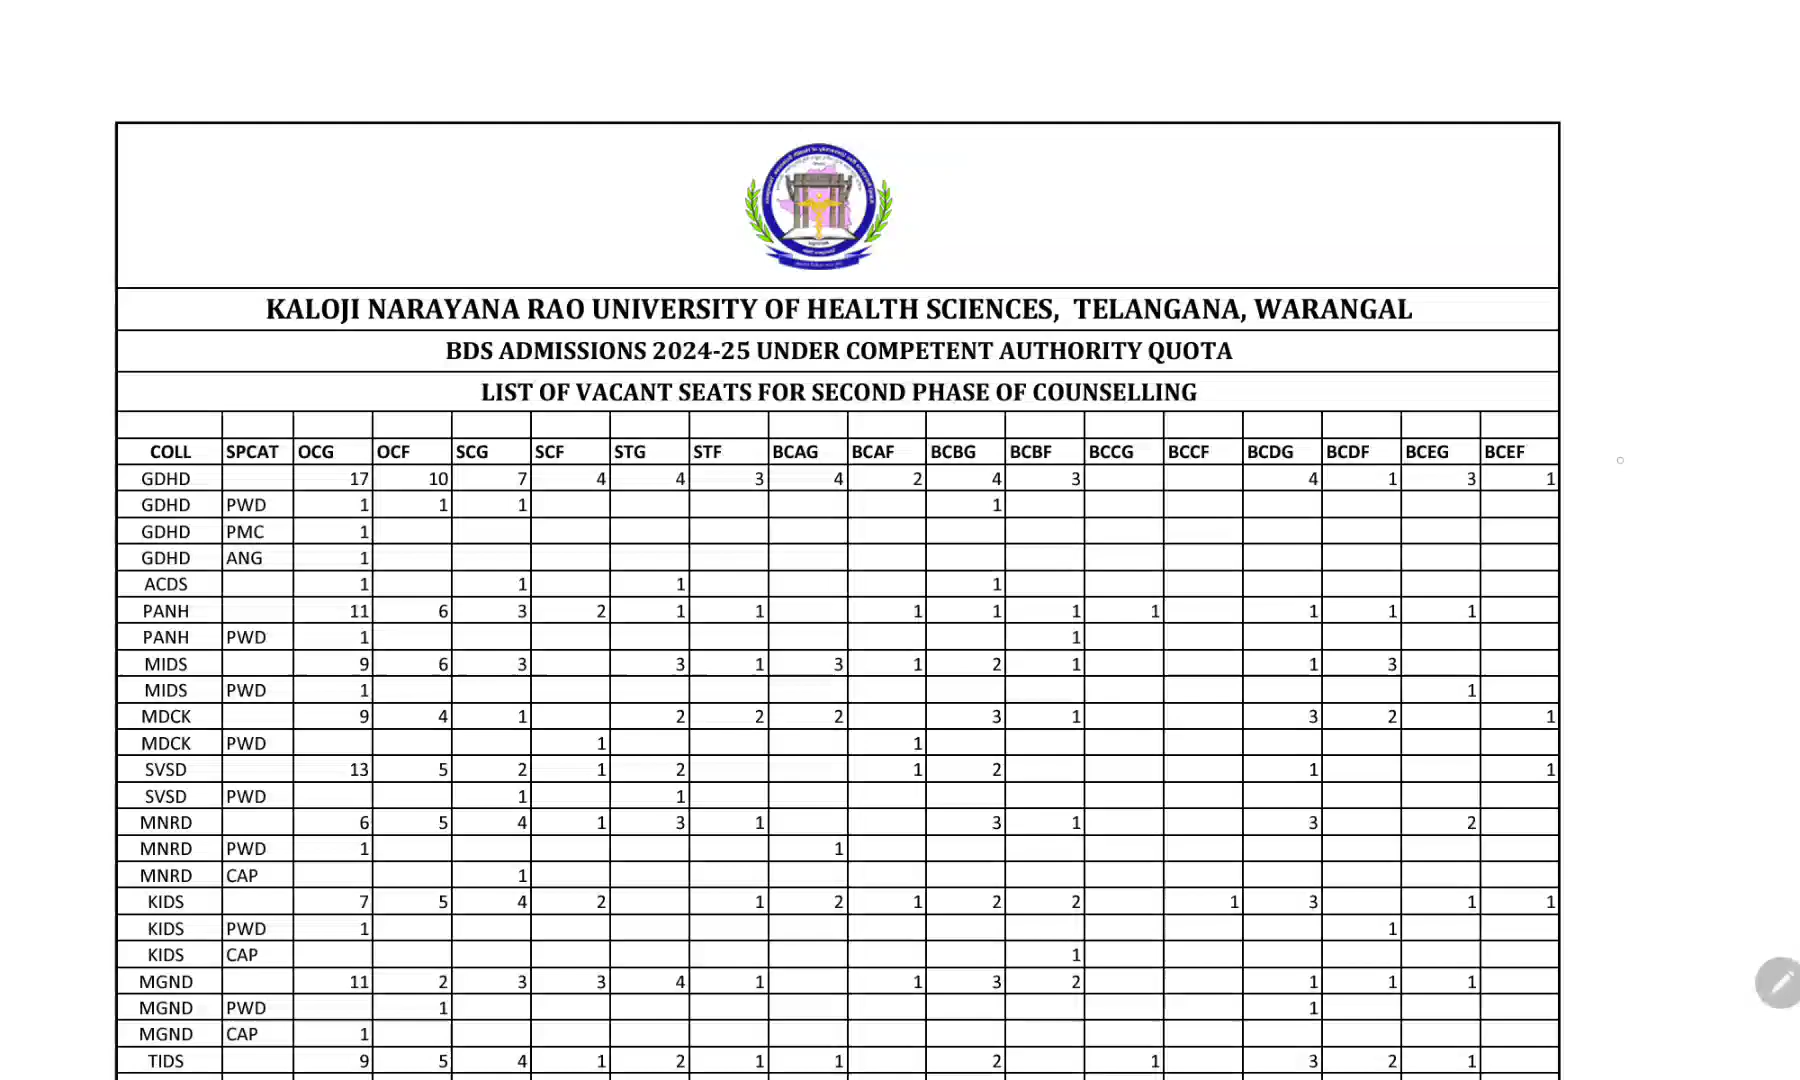 KALOJI NARAYANA RAO UNIVERSITY OF HEALTH SCIENCES, TELANGANA, WARANGAL
BDS ADMISSIONS 2024-25 UNDER COMPETENT AUTHORITY QUOTA
LIST OF VACANT SEATS FOR SECOND PHASE OF COUNSELLING
COLL SPCAT OCG OCF SCG SCF STG STF BCAG BCAF BCBG BCBF BCCG BCCF BCDG BCDF BCEG BCEF
GDHD 17 10 7 4 4 3 4 2 4 3 4 1 3 1
GDHD PWD 1 1 1 1
GDHD PMC 1
GDHD ANG 1
ACDS 1 1 1 1
PANH 11 6 3 2 1 1 1 1 1 1 1 1 1
PANH PWD 1 1
MIDS 9 6 3 3 1 3 1 2 1 1 3
MIDS PWD 1 1
MDCK 9 4 1 2 2 2 3 1 3 2 1
MDCK PWD 1 1
SVSD 13 5 2 1 2 1 2 1 1
SVSD PWD 1 1
MNRD 6 5 4 1 3 1 3 1 3 2
MNRD PWD 1 1
MNRD CAP 1
KIDS 7 5 4 2 1 2 1 2 2 1 3 1 1
KIDS PWD 1 1
KIDS CAP 1
MGND 11 2 3 3 4 1 1 3 2 1 1 1
MGND PWD 1 1
MGND CAP 1
TIDS 9 5 4 1 2 1 1 2 1 3 2 1